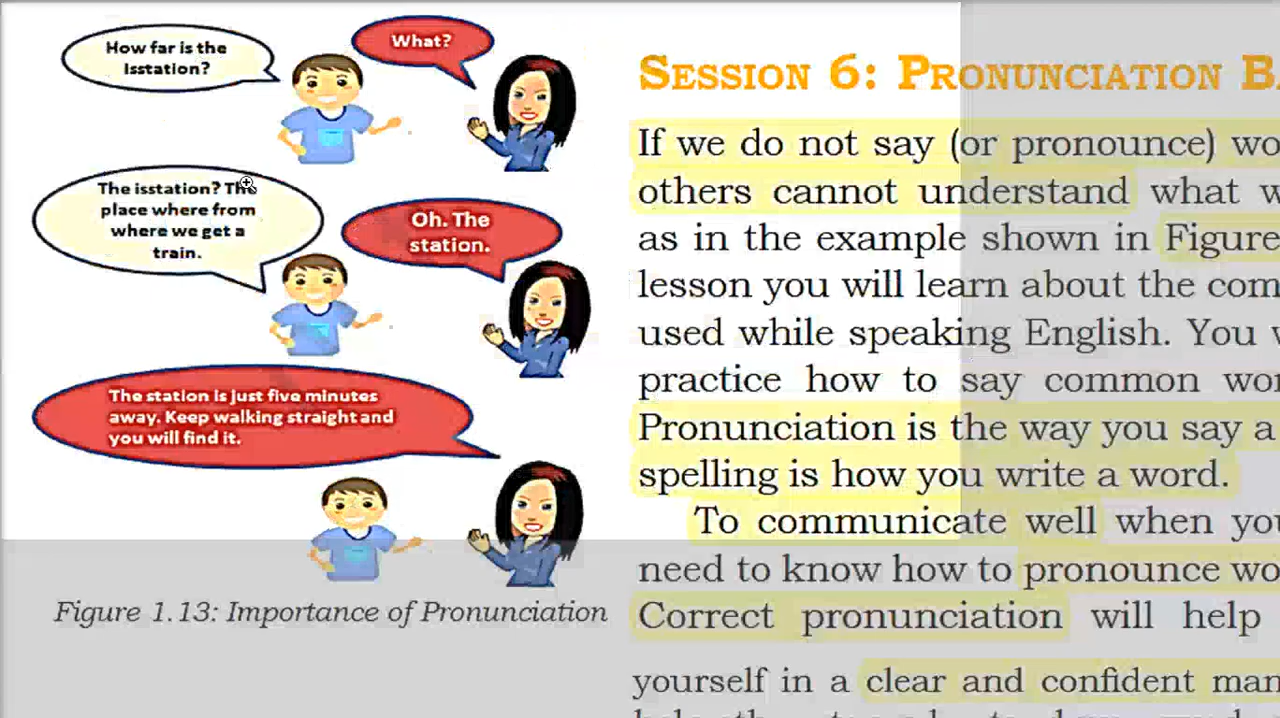 How far is the
isstation?
What?
The isstation? The
place where from
where we get a
train.
Oh. The
station.
The station is just five minutes
away. Keep walking straight and
you will find it.
Figure 1.13: Importance of Pronunciation
SESSION 6: PRONUNCIATION BA
If we do not say (or pronounce) wo
others cannot understand what w
as in the example shown in Figure
lesson you will learn about the com
used while speaking English. You w
practice how to say common wor
Pronunciation is the way you say a
spelling is how you write a word.
To communicate well when you
need to know how to pronounce wo
Correct pronunciation will help
yourself in a clear and confident man